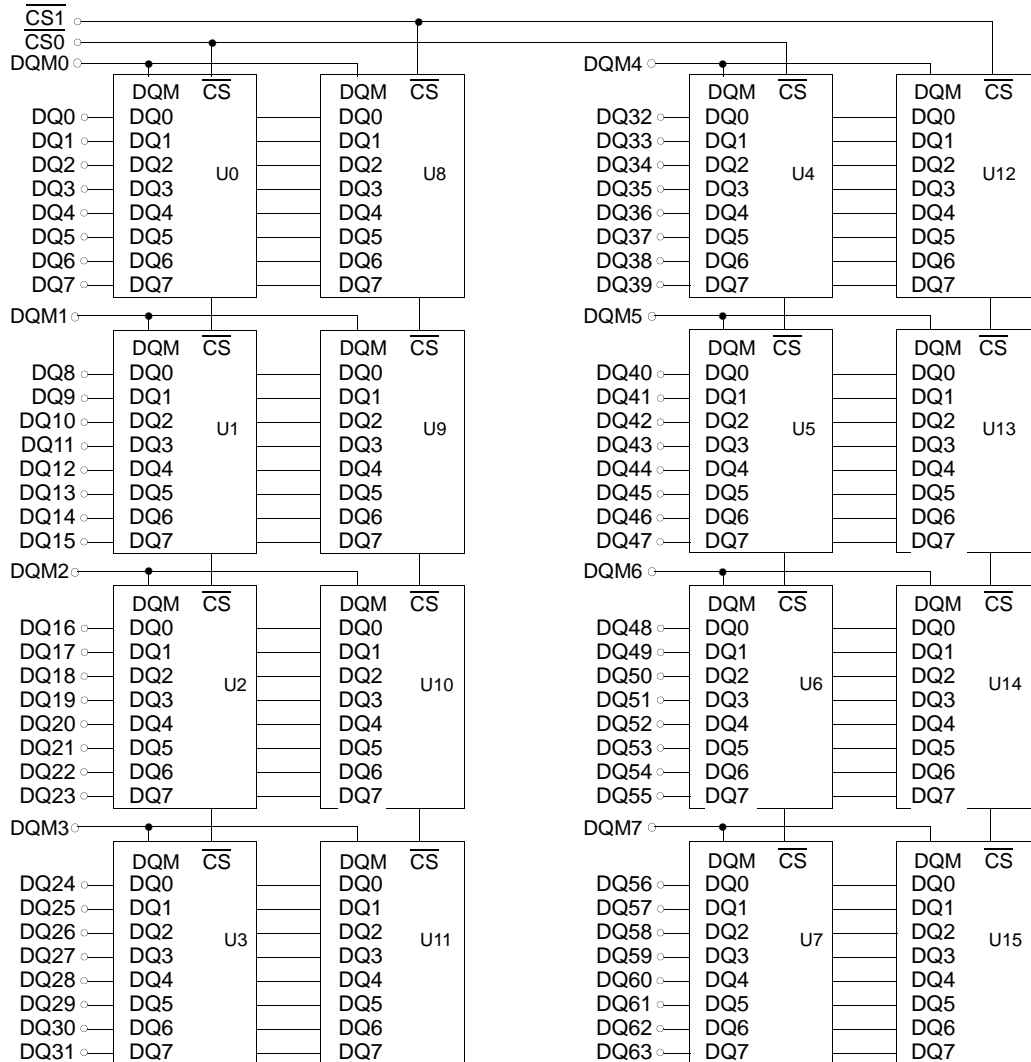 CS1
CS0
DQM0
DQM CS DQM CS
DQ0 DQ0 DQ0
DQ1 DQ1 DQ1
DQ2 DQ2 DQ2
U0 U8
DQ3 DQ3 DQ3
DQ4 DQ4 DQ4
DQ5 DQ5 DQ5
DQ6 DQ6 DQ6
DQ7 DQ7 DQ7
DQM1
DQM CS DQM CS
DQ8 DQ0 DQ0
DQ9 DQ1 DQ1
DQ10 DQ2 DQ2
U1 U9
DQ11 DQ3 DQ3
DQ12 DQ4 DQ4
DQ13 DQ5 DQ5
DQ14 DQ6 DQ6
DQ15 DQ7 DQ7
DQM2
DQM CS DQM CS
DQ16 DQ0 DQ0
DQ17 DQ1 DQ1
DQ18 DQ2 DQ2
U2 U10
DQ19 DQ3 DQ3
DQ20 DQ4 DQ4
DQ21 DQ5 DQ5
DQ22 DQ6 DQ6
DQ23 DQ7 DQ7
DQM3
DQM CS DQM CS
DQ24 DQ0 DQ0
DQ25 DQ1 DQ1
DQ26 DQ2 DQ2
U3 U11
DQ27 DQ3 DQ3
DQ28 DQ4 DQ4
DQ29 DQ5 DQ5
DQ30 DQ6 DQ6
DQ31 DQ7 DQ7
DQM4
DQM CS DQM CS
DQ32 DQ0 DQ0
DQ33 DQ1 DQ1
DQ34 DQ2 DQ2
U4 U12
DQ35 DQ3 DQ3
DQ36 DQ4 DQ4
DQ37 DQ5 DQ5
DQ38 DQ6 DQ6
DQ39 DQ7 DQ7
DQM5
DQM CS DQM CS
DQ40 DQ0 DQ0
DQ41 DQ1 DQ1
DQ42 DQ2 DQ2
U5 U13
DQ43 DQ3 DQ3
DQ44 DQ4 DQ4
DQ45 DQ5 DQ5
DQ46 DQ6 DQ6
DQ47 DQ7 DQ7
DQM6
DQM CS DQM CS
DQ48 DQ0 DQ0
DQ49 DQ1 DQ1
DQ50 DQ2 DQ2
U6 U14
DQ51 DQ3 DQ3
DQ52 DQ4 DQ4
DQ53 DQ5 DQ5
DQ54 DQ6 DQ6
DQ55 DQ7 DQ7
DQM7
DQM CS DQM CS
DQ56 DQ0 DQ0
DQ57 DQ1 DQ1
DQ58 DQ2 DQ2
U7 U15
DQ59 DQ3 DQ3
DQ60 DQ4 DQ4
DQ61 DQ5 DQ5
DQ62 DQ6 DQ6
DQ63 DQ7 DQ7